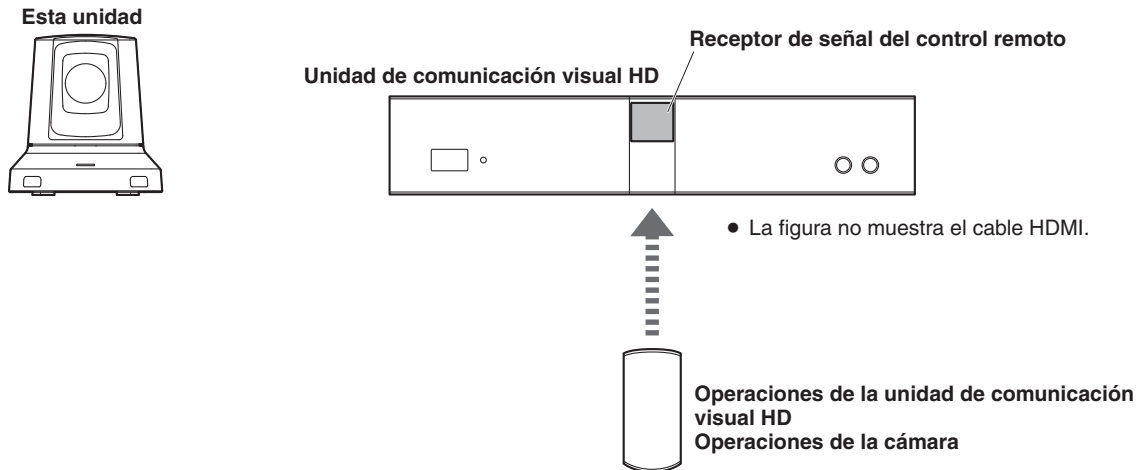 Esta unidad
Receptor de señal del control remoto
Unidad de comunicación visual HD
● La figura no muestra el cable HDMI.
Operaciones de la unidad de comunicación
visual HD
Operaciones de la cámara